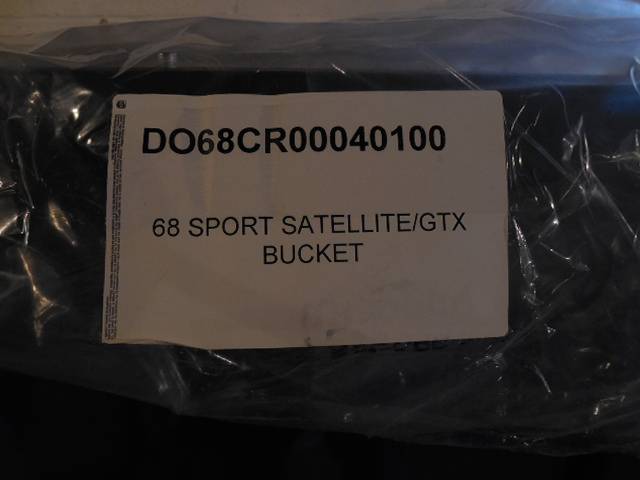 DO68CR00040100
68 SPORT SATELLITE/GTX
BUCKET